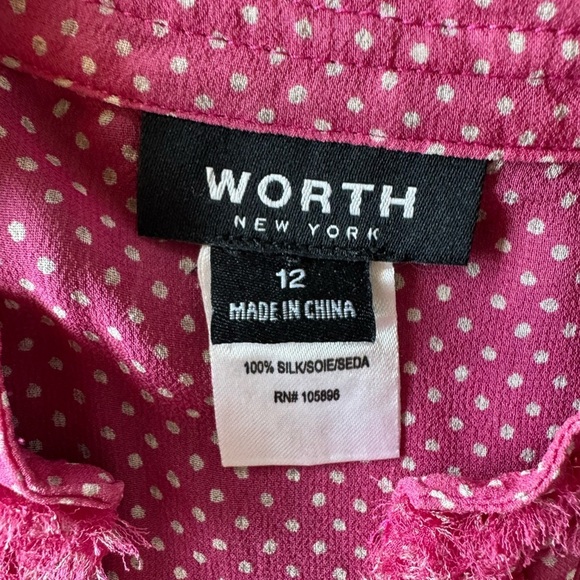 WORTH
NEW YORK
12
MADE IN CHINA
100% SILK/SOIE/SEDA
RN# 105896